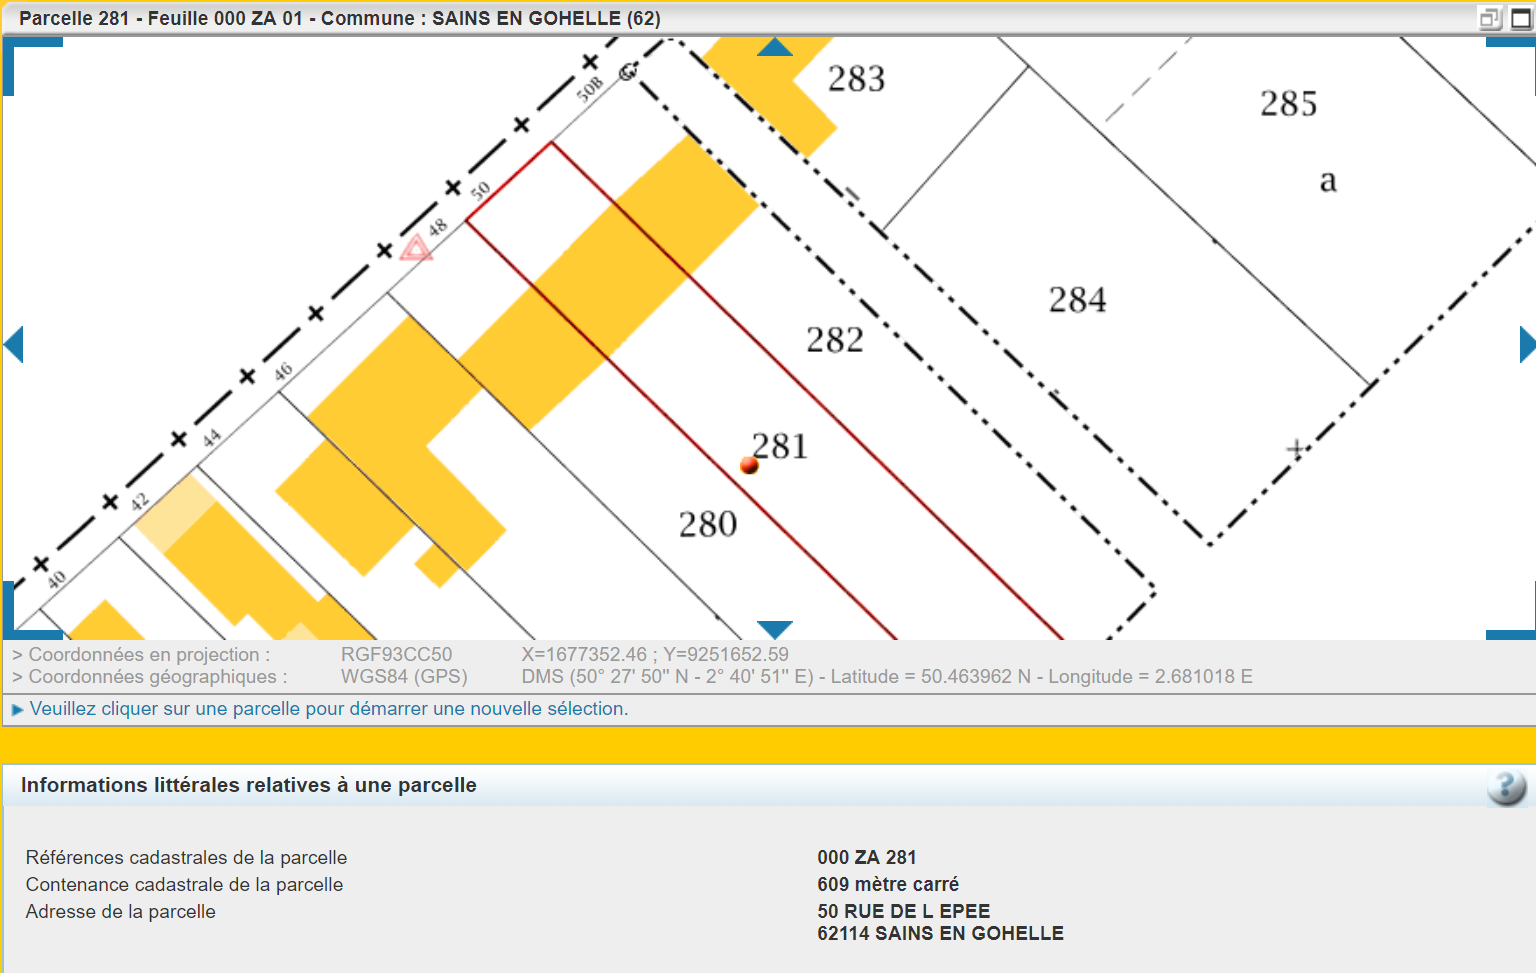 Parcelle 281 - Feuille 000 ZA 01 - Commune : SAINS EN GOHELLE (62)
283
285
50B
a
50
48
284
282
46
44
281
42
280
40
> Coordonnées en projection : RGF93CC50 X=1677352.46 ; Y=9251652.59
> Coordonnées géographiques : WGS84 (GPS) DMS (50° 27' 50'' N - 2° 40' 51'' E) - Latitude = 50.463962 N - Longitude = 2.681018 E
Veuillez cliquer sur une parcelle pour démarrer une nouvelle sélection.
Informations littérales relatives à une parcelle
?
Références cadastrales de la parcelle 000 ZA 281
Contenance cadastrale de la parcelle 609 mètre carré
Adresse de la parcelle 50 RUE DE L EPEE
62114 SAINS EN GOHELLE